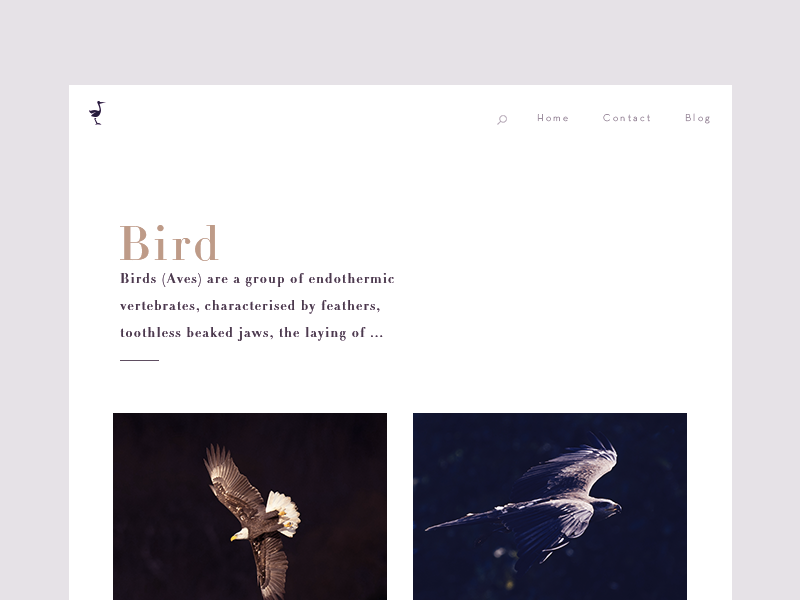 Home Contact Blog
Bird
Birds (Aves) are a group of endothermic
vertebrates, characterised by feathers,
toothless beaked jaws, the laying of ...